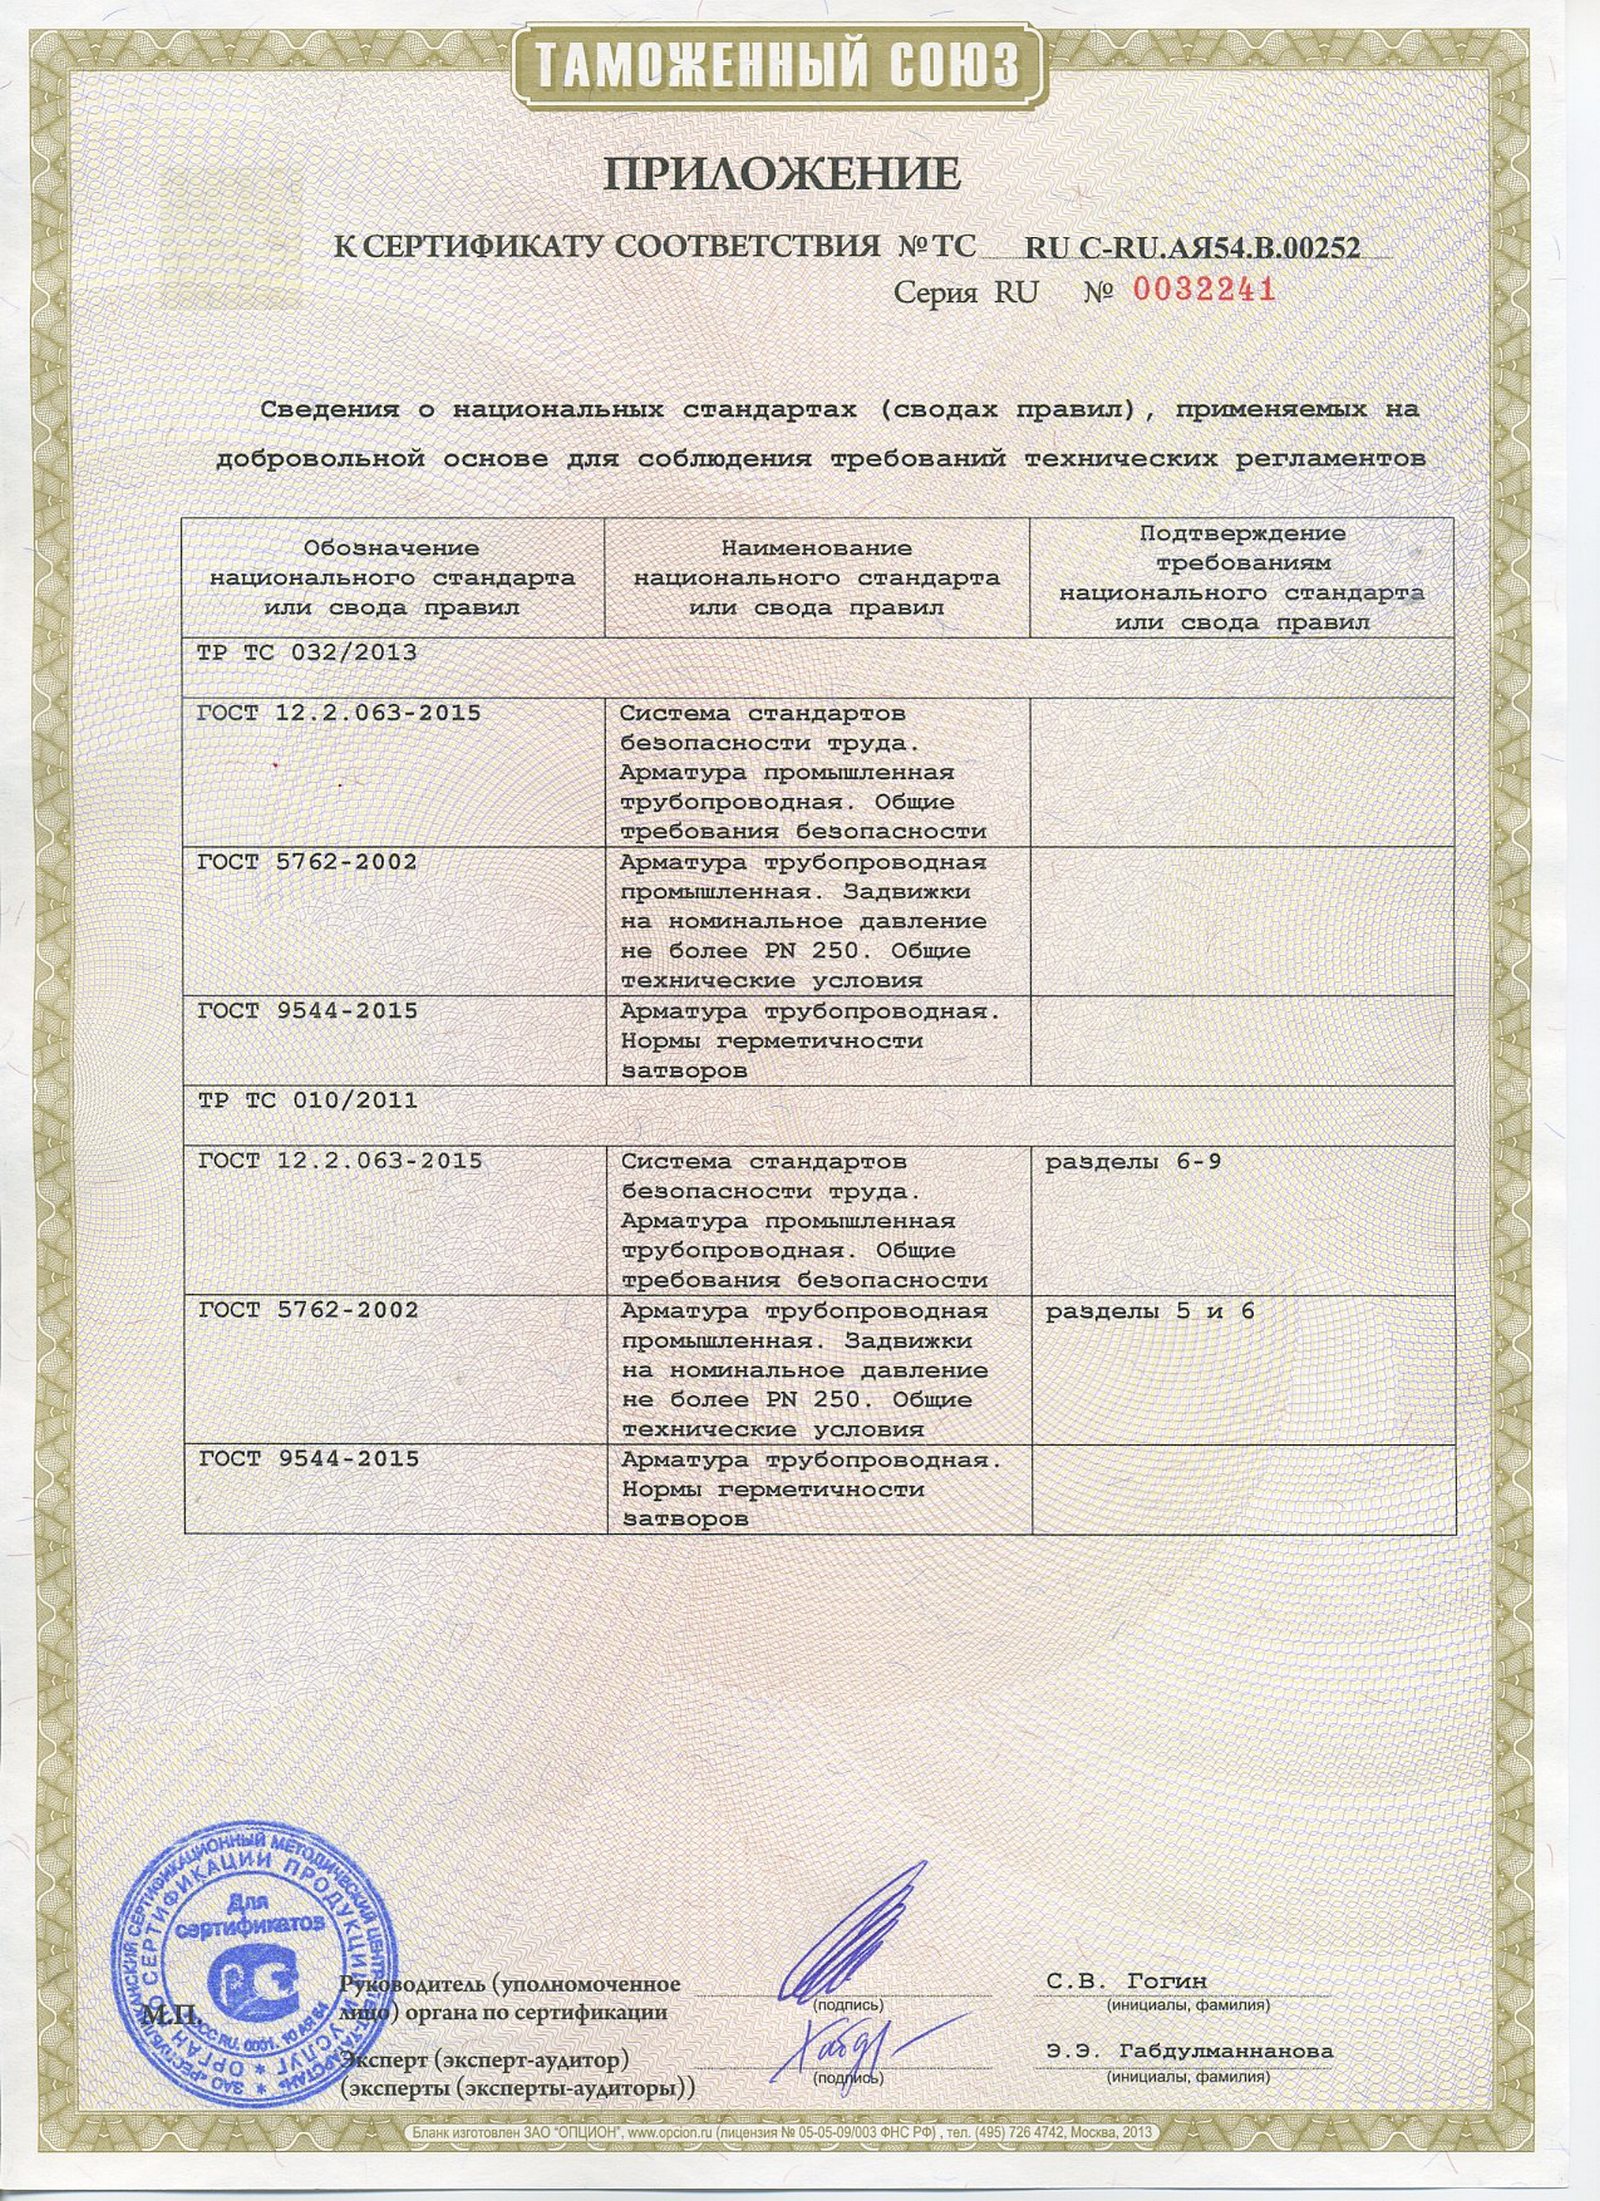 ТАМОЖЕННЫЙ СОЮЗ
ПРИЛОЖЕНИЕ
К СЕРТИФИКАТУ СООТВЕТСТВИЯ № ТС RU C-RU.АЯ54.В.00252
Серия RU № 0032241
Сведения о национальных стандартах (сводах правил), применяемых на
добровольной основе для соблюдения требований технических регламентов
Обозначение
национального стандарта
или свода правил
Наименование
национального стандарта
или свода правил
Подтверждение
требованиям
национального стандарта
или свода правил
ТР ТС 032/2013
ГОСТ 12.2.063-2015
Система стандартов
безопасности труда.
Арматура промышленная
трубопроводная. Общие
требования безопасности
ГОСТ 5762-2002
Арматура трубопроводная
промышленная. Задвижки
на номинальное давление
не более PN 250. Общие
технические условия
ГОСТ 9544-2015
Арматура трубопроводная.
Нормы герметичности
затворов
ТР ТС 010/2011
ГОСТ 12.2.063-2015
Система стандартов
безопасности труда.
Арматура промышленная
трубопроводная. Общие
требования безопасности
разделы 6-9
ГОСТ 5762-2002
Арматура трубопроводная
промышленная. Задвижки
на номинальное давление
не более PN 250. Общие
технические условия
разделы 5 и 6
ГОСТ 9544-2015
Арматура трубопроводная.
Нормы герметичности
затворов
ЗАО "РЕСПУБЛИКАНСКИЙ СЕРТИФИКАЦИОННЫЙ МЕТОДИЧЕСКИЙ ЦЕНТР
ОРГАН ПО СЕРТИФИКАЦИИ ПРОДУКЦИИ И УСЛУГ
Для
сертификатов
М.П.
Руководитель (уполномоченное
лицо) органа по сертификации
(подпись)
С.В. Гогин
(инициалы, фамилия)
Эксперт (эксперт-аудитор)
(эксперты (эксперты-аудиторы))
(подпись)
Э.Э. Габдулманнанова
(инициалы, фамилия)
Бланк изготовлен ЗАО "ОПЦИОН", www.opcion.ru (лицензия № 05-05-09/003 ФНС РФ), тел. (495) 726 4742, Москва, 2013